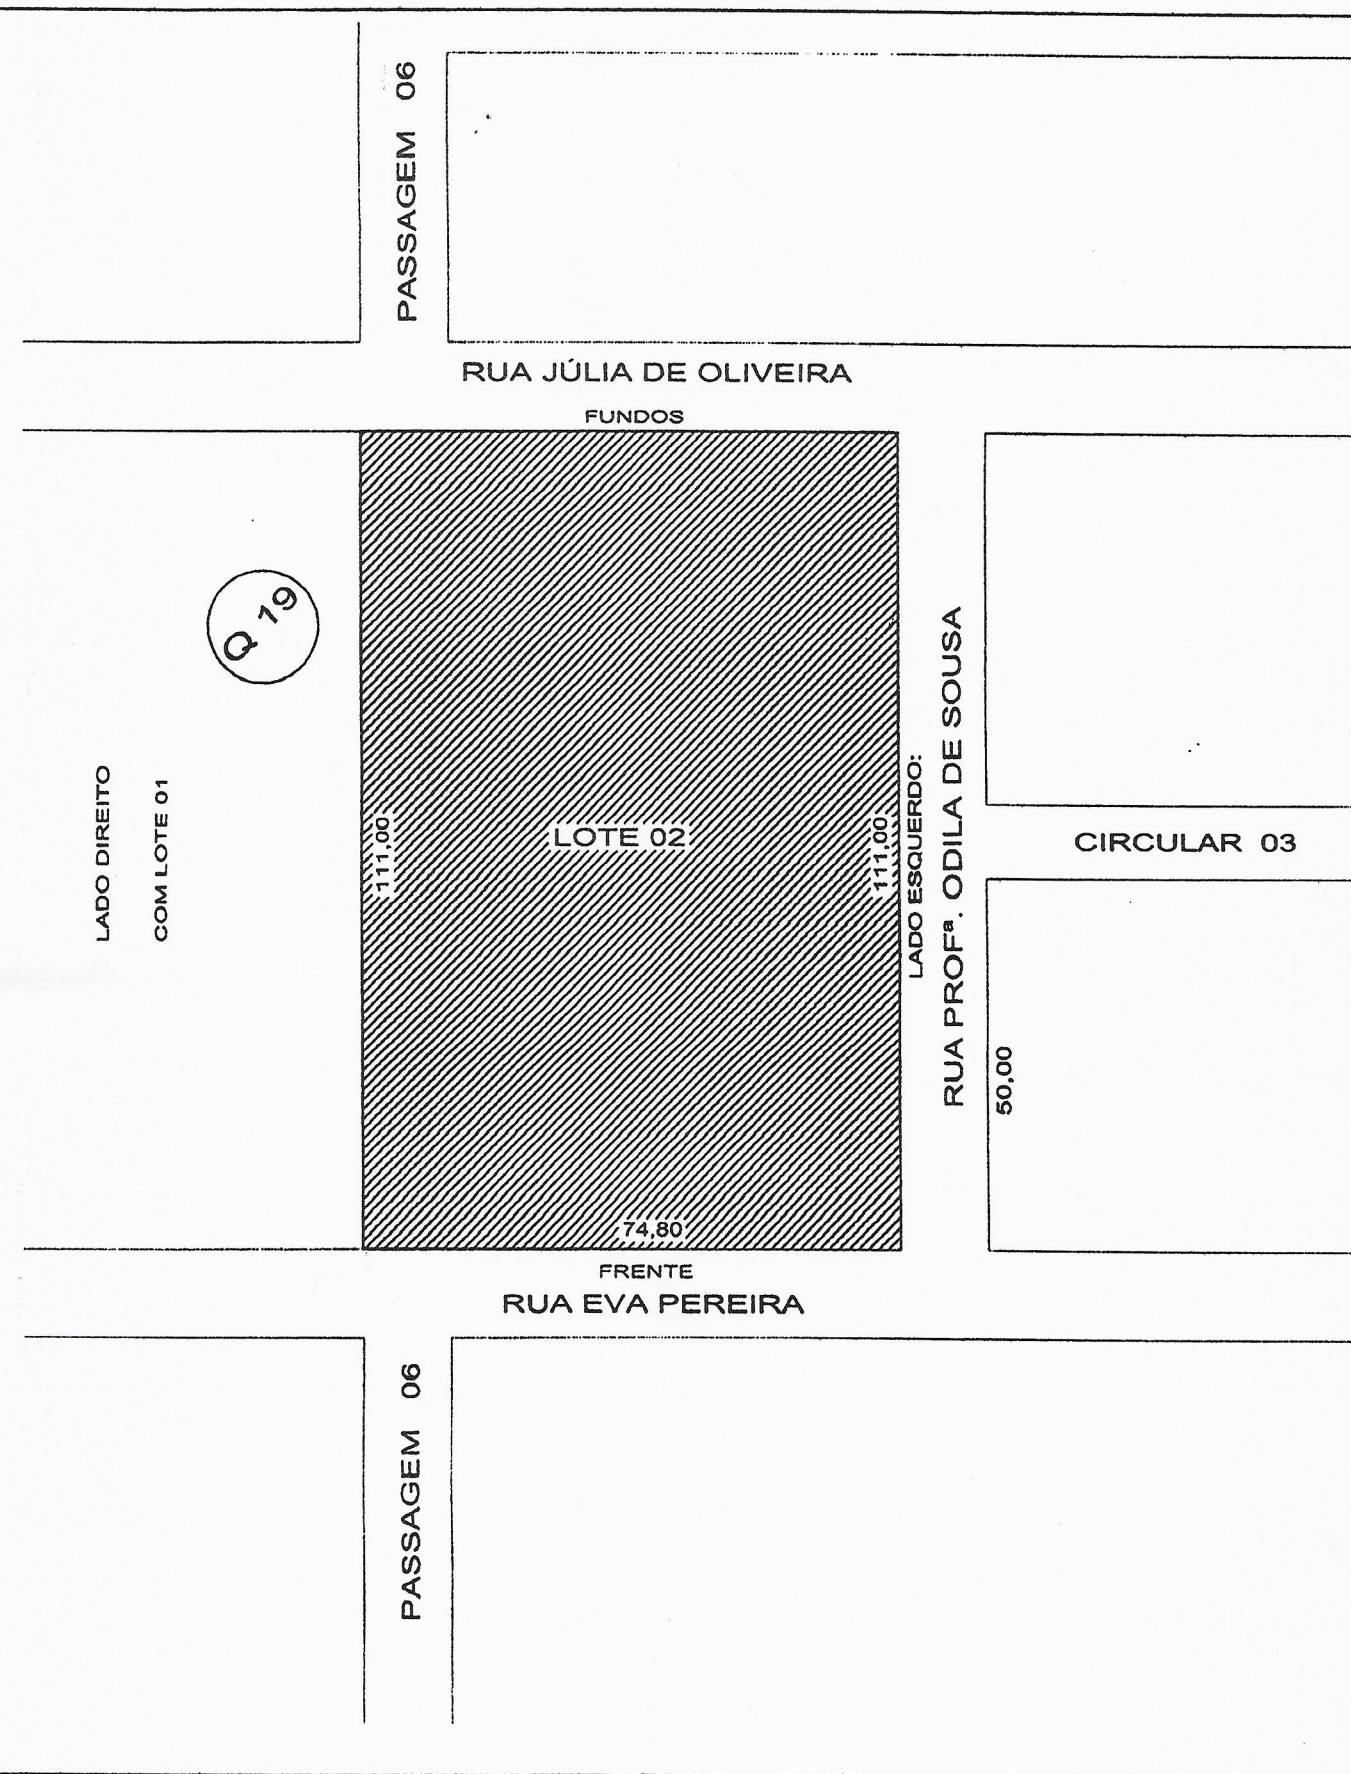 PASSAGEM 06
RUA JÚLIA DE OLIVEIRA
FUNDOS
Q 19
LADO DIREITO
COM LOTE 01
111,00
LOTE 02
111,00
LADO ESQUERDO:
RUA PROFª. ODILA DE SOUSA
CIRCULAR 03
50,00
74,80
FRENTE
RUA EVA PEREIRA
PASSAGEM 06